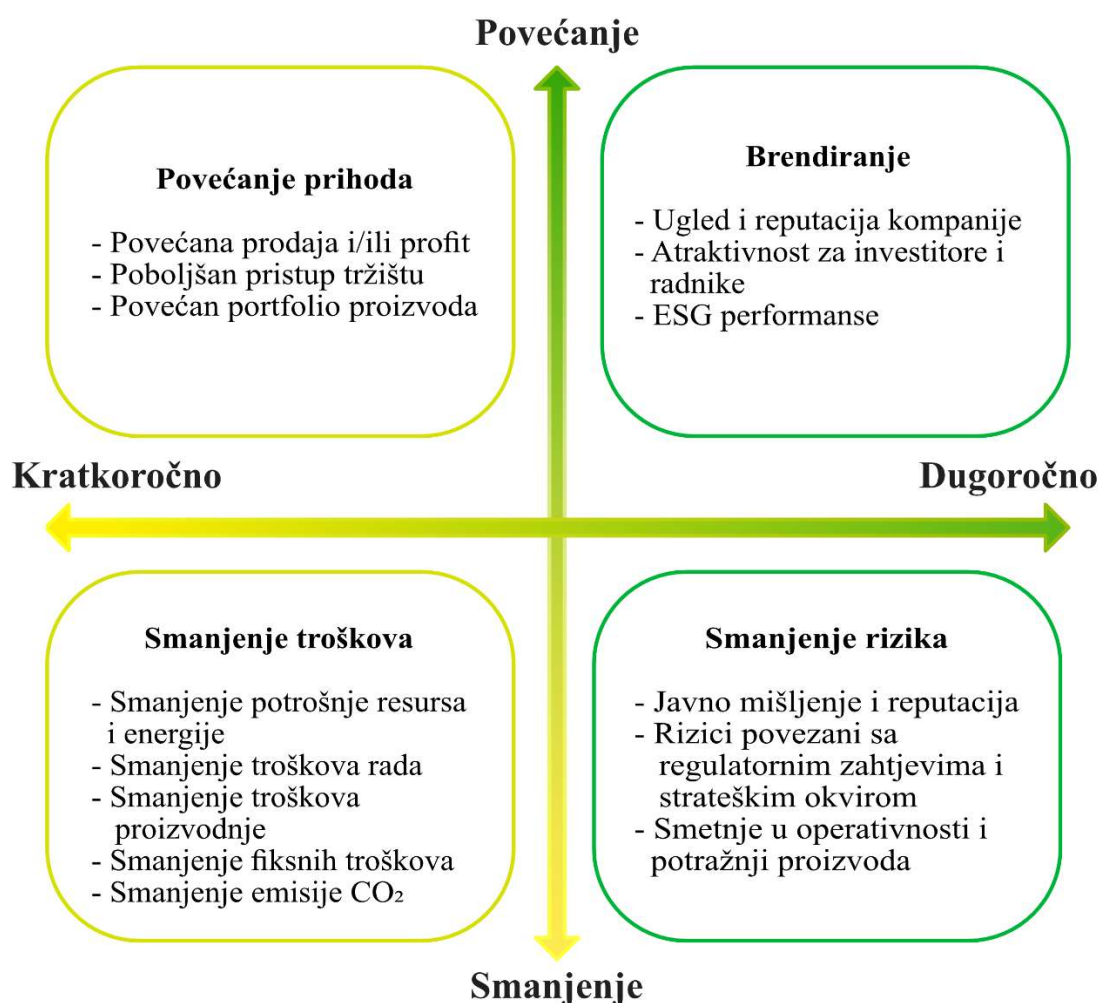 Povećanje
Povećanje prihoda
- Povećana prodaja i/ili profit
- Poboljšan pristup tržištu
- Povećan portfolio proizvoda
Brendiranje
- Ugled i reputacija kompanije
- Atraktivnost za investitore i
radnike
- ESG performanse
Kratkoročno
Dugoročno
Smanjenje troškova
- Smanjenje potrošnje resursa
i energije
- Smanjenje troškova rada
- Smanjenje troškova
proizvodnje
- Smanjenje fiksnih troškova
- Smanjenje emisije CO₂
Smanjenje rizika
- Javno mišljenje i reputacija
- Rizici povezani sa
regulatornim zahtjevima i
strateškim okvirom
- Smetnje u operativnosti i
potražnji proizvoda
Smanjenje